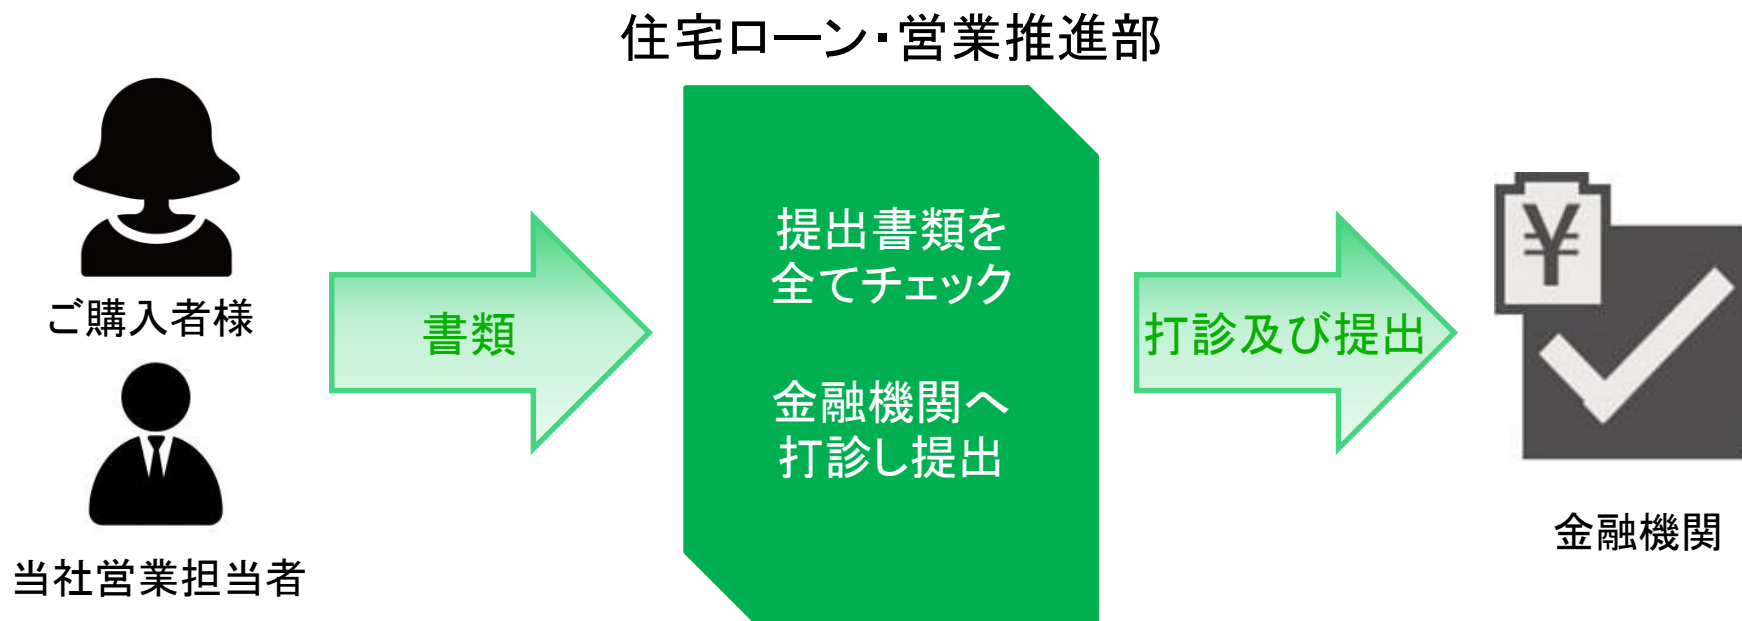 住宅ローン・営業推進部
ご購入者様
当社営業担当者
書類
提出書類を
全てチェック
金融機関へ
打診し提出
打診及び提出
¥
金融機関